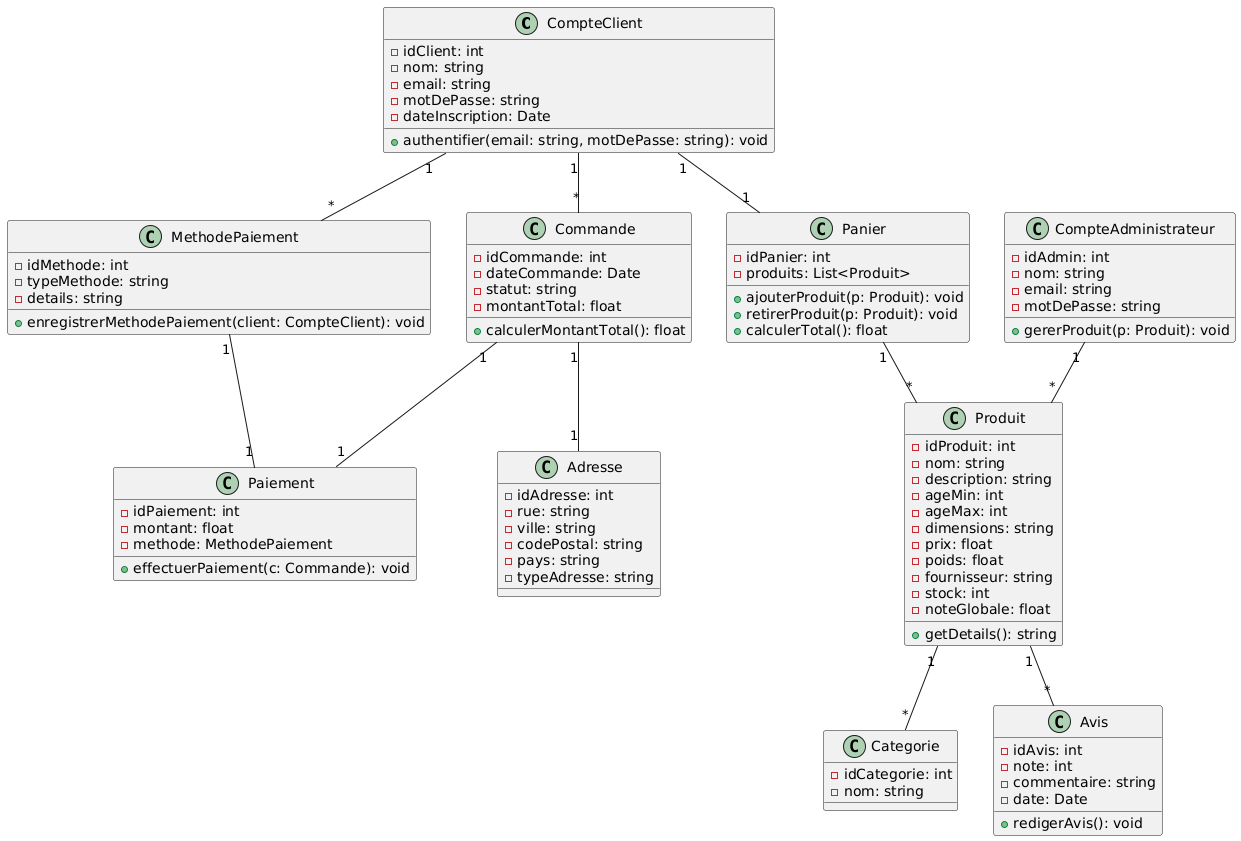 C CompteClient
idClient: int
nom: string
email: string
motDePasse: string
dateInscription: Date
authentifier(email: string, motDePasse: string): void
1
1
1
*
*
1
C MethodePaiement
idMethode: int
typeMethode: string
details: string
enregistrerMethodePaiement(client: CompteClient): void
C Commande
idCommande: int
dateCommande: Date
statut: string
montantTotal: float
calculerMontantTotal(): float
C Panier
idPanier: int
produits: List<Produit>
ajouterProduit(p: Produit): void
retirerProduit(p: Produit): void
calculerTotal(): float
C CompteAdministrateur
idAdmin: int
nom: string
email: string
motDePasse: string
gererProduit(p: Produit): void
1
1
1
1
1
1
1
1
*
*
C Paiement
idPaiement: int
montant: float
methode: MethodePaiement
effectuerPaiement(c: Commande): void
C Adresse
idAdresse: int
rue: string
ville: string
codePostal: string
pays: string
typeAdresse: string
C Produit
idProduit: int
nom: string
description: string
ageMin: int
ageMax: int
dimensions: string
prix: float
poids: float
fournisseur: string
stock: int
noteGlobale: float
getDetails(): string
1
1
*
*
C Categorie
idCategorie: int
nom: string
C Avis
idAvis: int
note: int
commentaire: string
date: Date
redigerAvis(): void